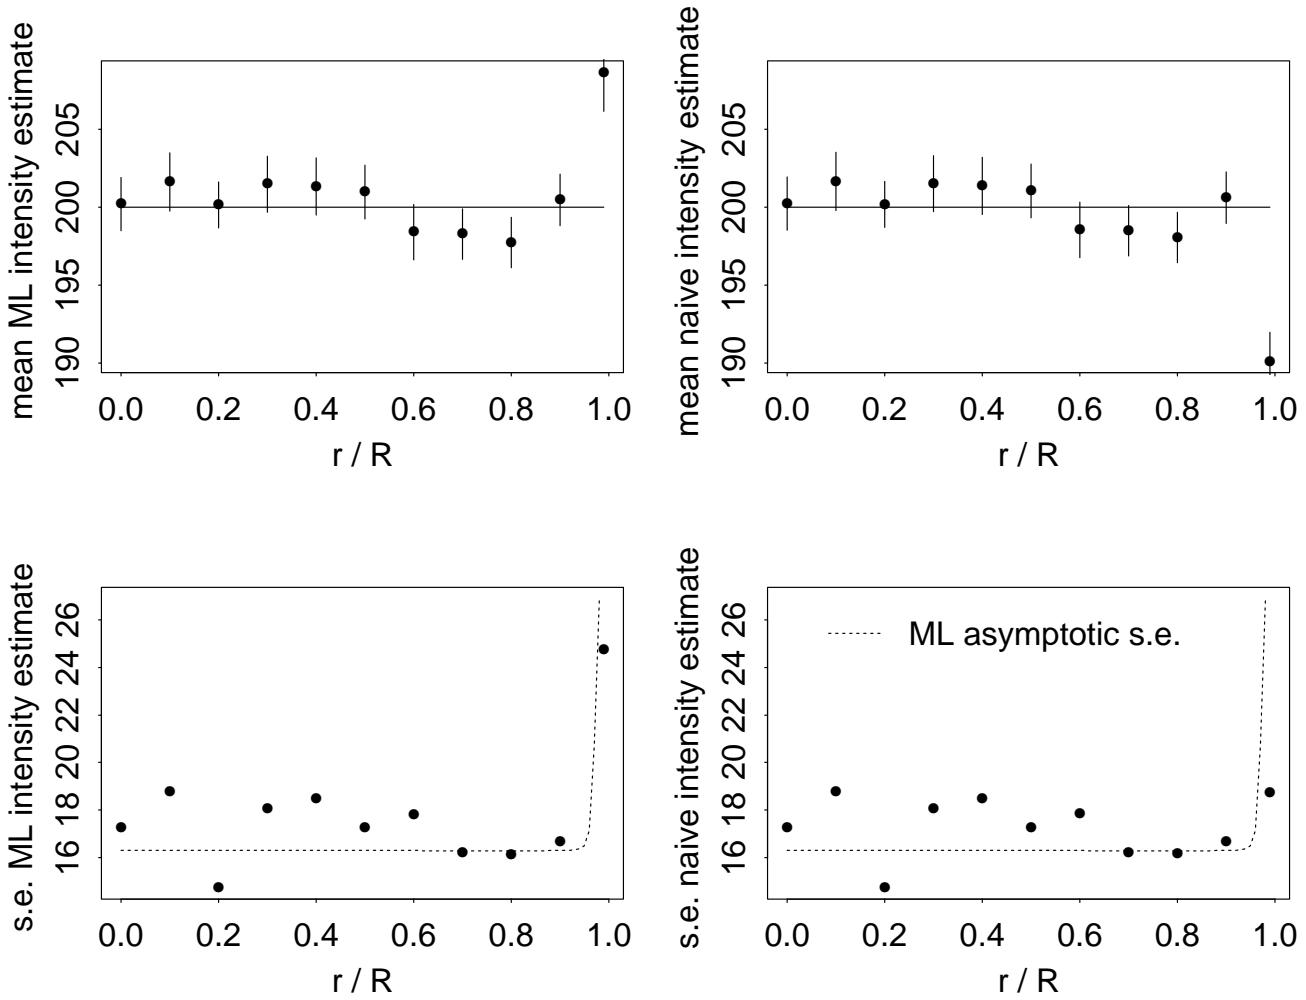 mean ML intensity estimate
190 195 200 205
0.0 0.2 0.4 0.6 0.8 1.0
r / R
mean naive intensity estimate
190 195 200 205
0.0 0.2 0.4 0.6 0.8 1.0
r / R
s.e. ML intensity estimate
16 18 20 22 24 26
0.0 0.2 0.4 0.6 0.8 1.0
r / R
s.e. naive intensity estimate
16 18 20 22 24 26
ML asymptotic s.e.
0.0 0.2 0.4 0.6 0.8 1.0
r / R